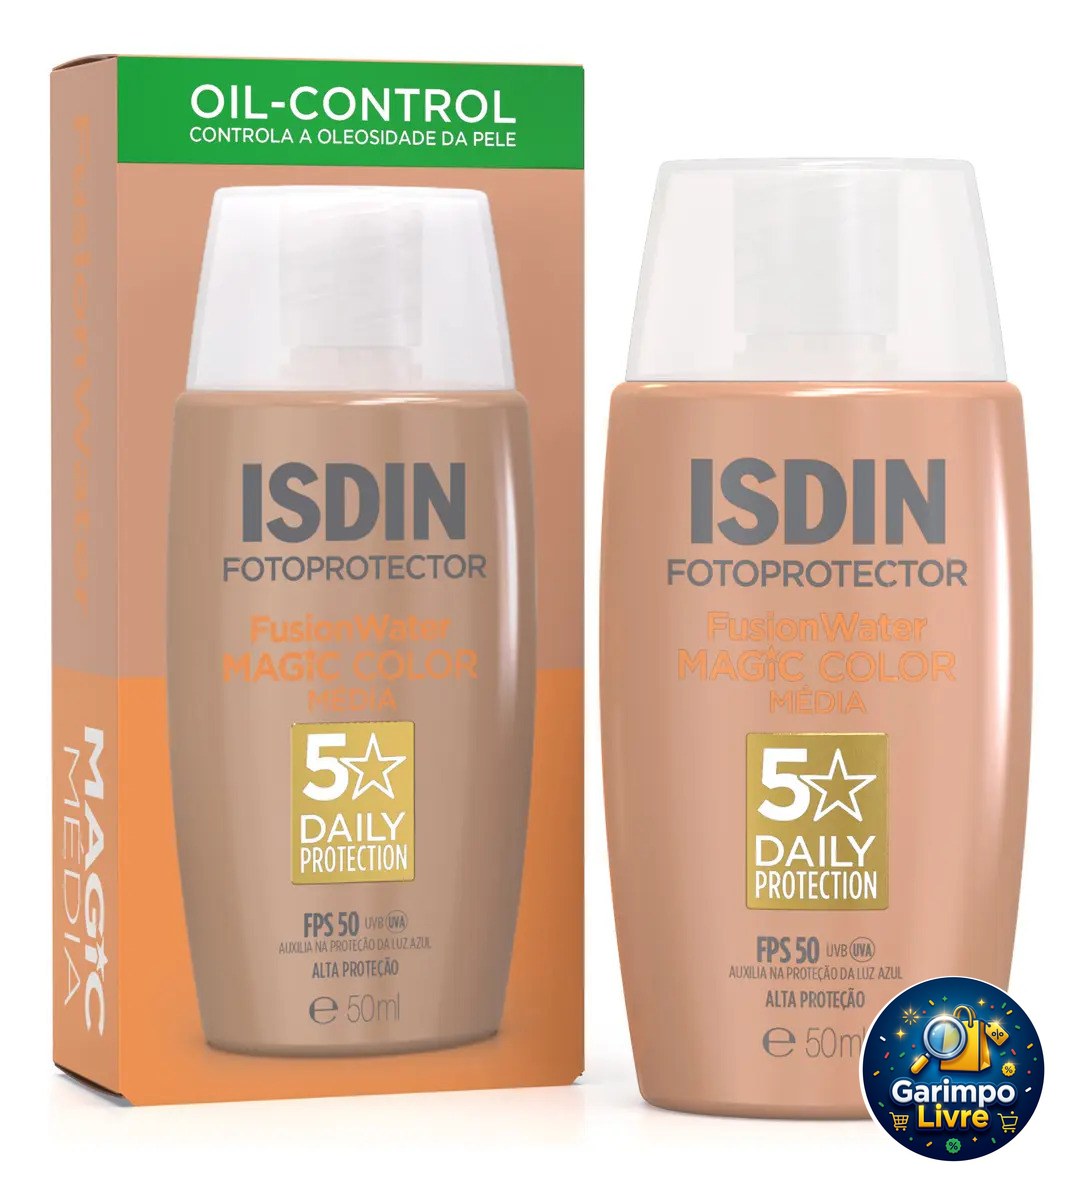 OIL-CONTROL
CONTROLA A OLEOSIDADE DA PELE
FusionWater
MAGIC
MÉDIA
ISDIN
FOTOPROTECTOR
FusionWater
MAGIC COLOR
MÉDIA
5
DAILY
PROTECTION
FPS 50 UVB UVA
AUXILIA NA PROTEÇÃO DA LUZ AZUL
ALTA PROTEÇÃO
e 50ml
ISDIN
FOTOPROTECTOR
FusionWater
MAGIC COLOR
MÉDIA
5
DAILY
PROTECTION
FPS 50 UVB UVA
AUXILIA NA PROTEÇÃO DA LUZ AZUL
ALTA PROTEÇÃO
e 50m
%
%
Garimpo
Livre
%